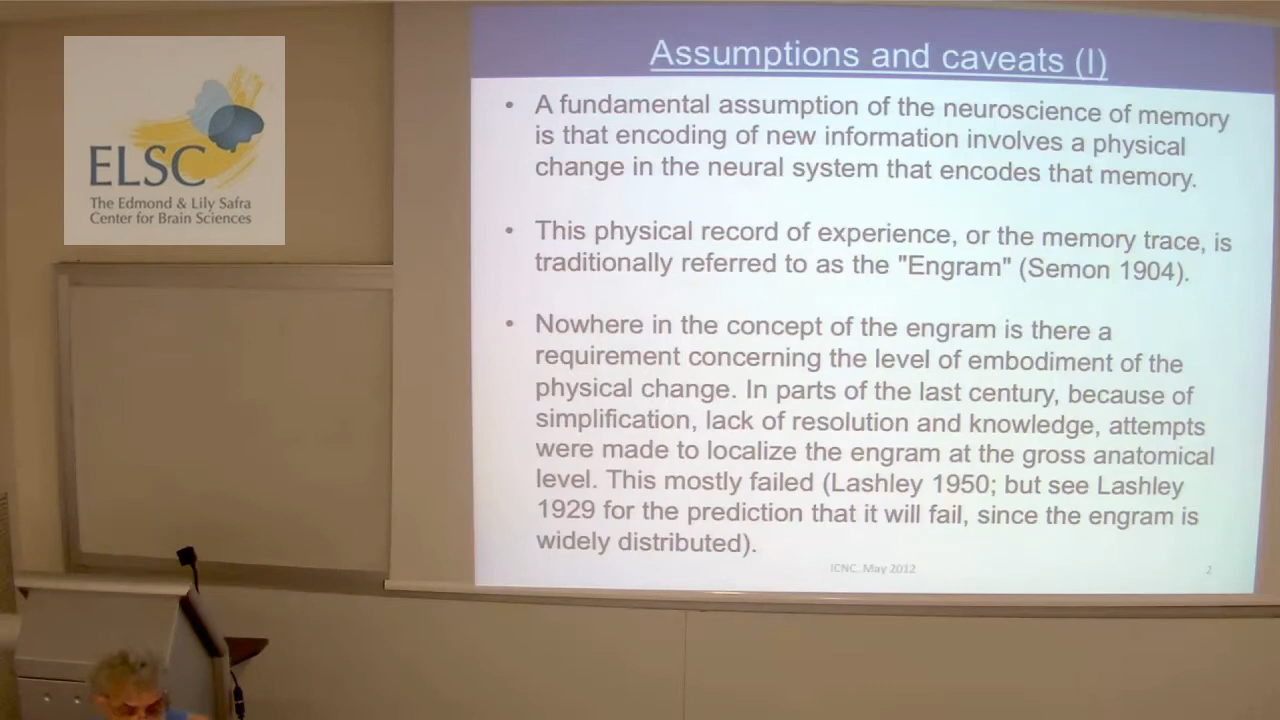 ELSC
The Edmond & Lily Safra
Center for Brain Sciences
Assumptions and caveats (I)
• A fundamental assumption of the neuroscience of memory
is that encoding of new information involves a physical
change in the neural system that encodes that memory.
• This physical record of experience, or the memory trace, is
traditionally referred to as the "Engram" (Semon 1904).
• Nowhere in the concept of the engram is there a
requirement concerning the level of embodiment of the
physical change. In parts of the last century, because of
simplification, lack of resolution and knowledge, attempts
were made to localize the engram at the gross anatomical
level. This mostly failed (Lashley 1950; but see Lashley
1929 for the prediction that it will fail, since the engram is
widely distributed).
ICNC, May 2012
2